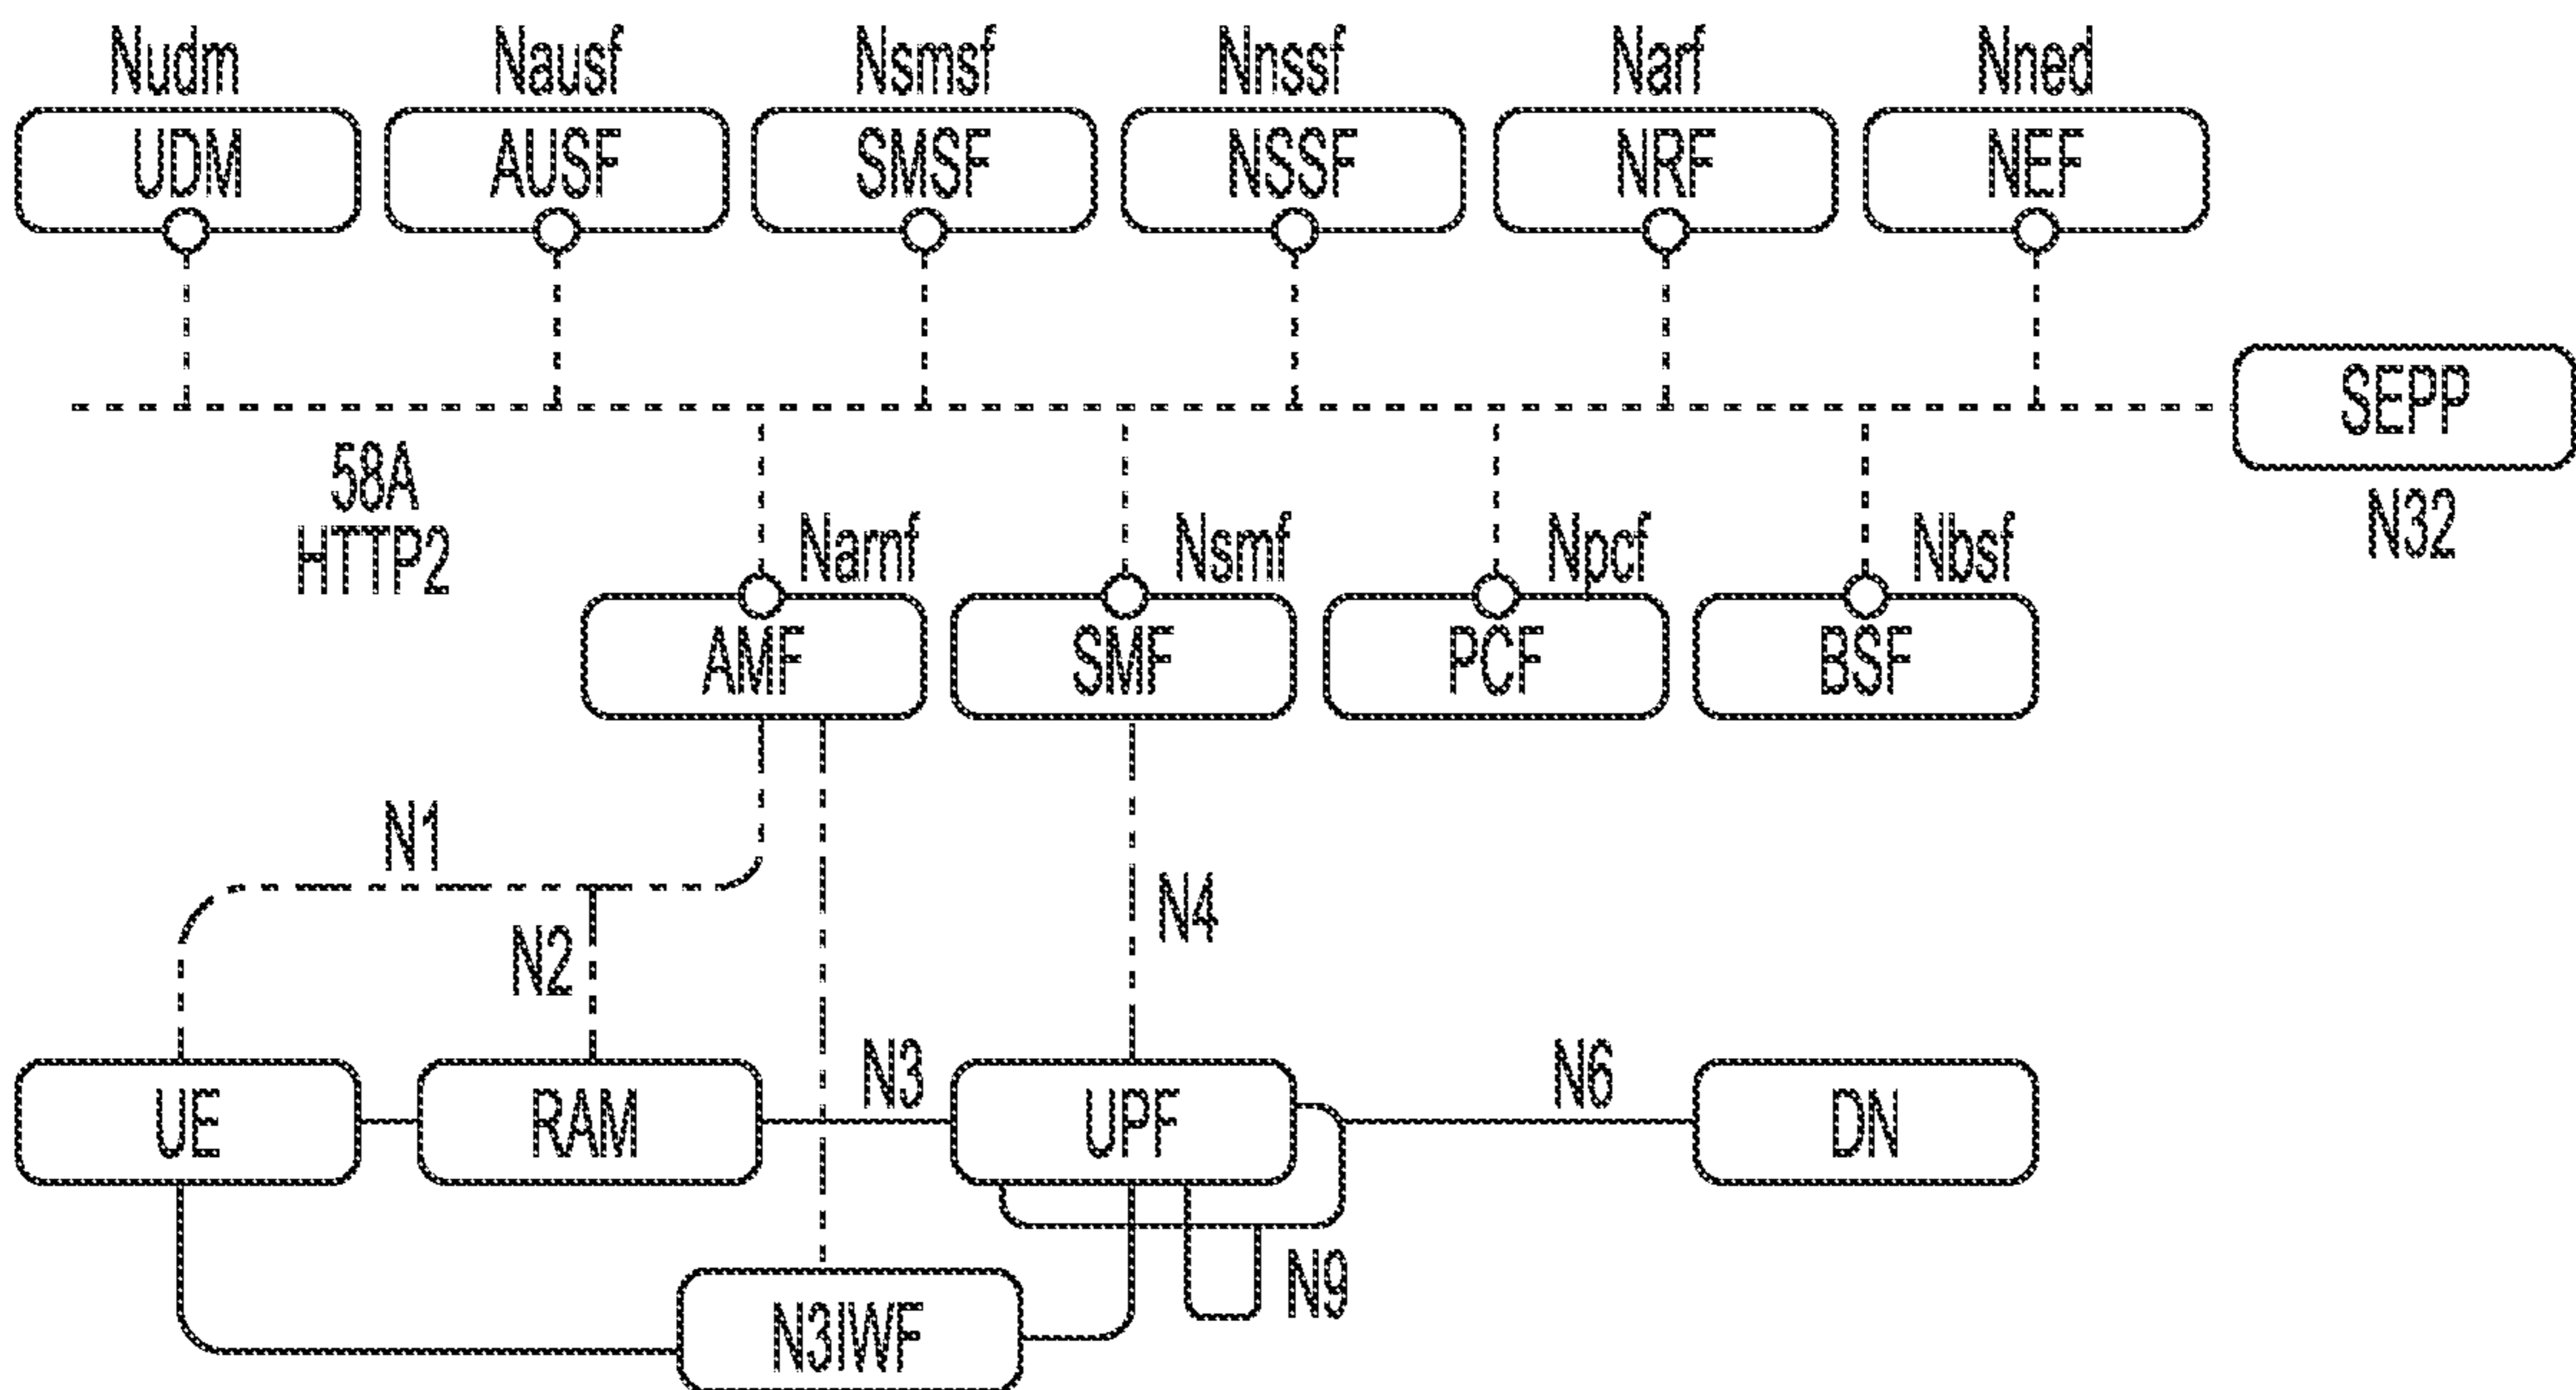 Nudm Nausf Nsmsf Nnssf Narf Nned
UDM AUSF SMSF NSSF NRF NEF
SEPP
58A
HTTP2
N32
Namf Nsmf Npcf Nbsf
AMF SMF PCF BSF
N1
N4
N2
N3 N6
UE RAM UPF DN
N9
N3IWF